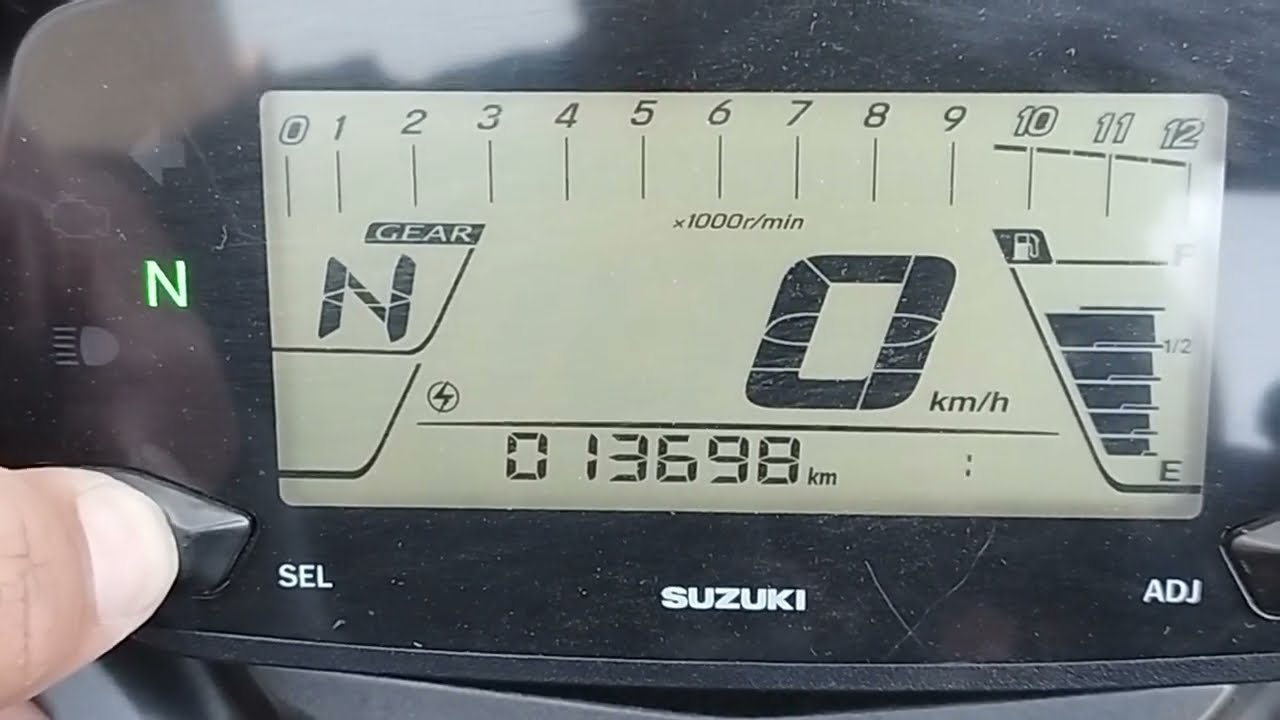 0 1 2 3 4 5 6 7 8 9 10 11 12
×1000r/min
GEAR
N
N
0
km/h
F
1/2
E
013698 km
:
SEL
SUZUKI
ADJ